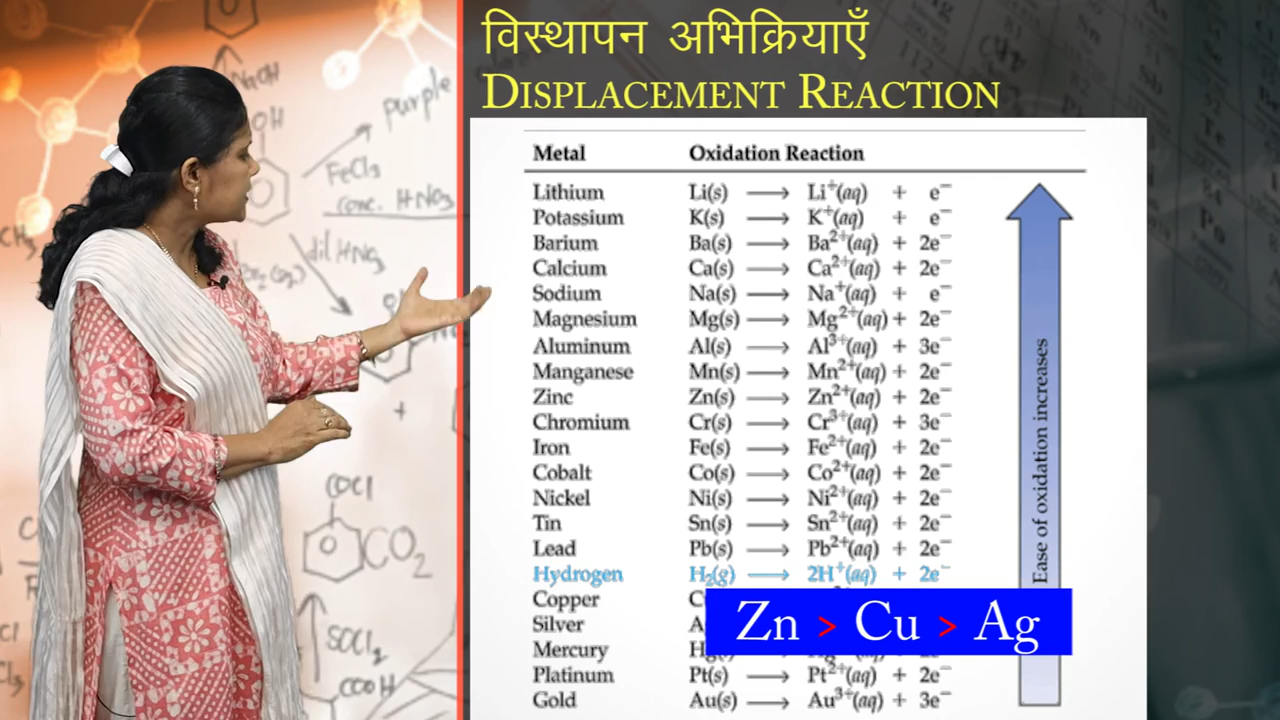 विस्थापन अभिक्रियाएँ
DISPLACEMENT REACTION
Metal Oxidation Reaction
Lithium Li(s) ⟶ Li⁺(aq) + e⁻
Potassium K(s) ⟶ K⁺(aq) + e⁻
Barium Ba(s) ⟶ Ba²⁺(aq) + 2e⁻
Calcium Ca(s) ⟶ Ca²⁺(aq) + 2e⁻
Sodium Na(s) ⟶ Na⁺(aq) + e⁻
Magnesium Mg(s) ⟶ Mg²⁺(aq) + 2e⁻
Aluminum Al(s) ⟶ Al³⁺(aq) + 3e⁻
Manganese Mn(s) ⟶ Mn²⁺(aq) + 2e⁻
Zinc Zn(s) ⟶ Zn²⁺(aq) + 2e⁻
Chromium Cr(s) ⟶ Cr³⁺(aq) + 3e⁻
Iron Fe(s) ⟶ Fe²⁺(aq) + 2e⁻
Cobalt Co(s) ⟶ Co²⁺(aq) + 2e⁻
Nickel Ni(s) ⟶ Ni²⁺(aq) + 2e⁻
Tin Sn(s) ⟶ Sn²⁺(aq) + 2e⁻
Lead Pb(s) ⟶ Pb²⁺(aq) + 2e⁻
Hydrogen H₂(g) ⟶ 2H⁺(aq) + 2e⁻
Copper
Silver
Mercury
Platinum Pt(s) ⟶ Pt²⁺(aq) + 2e⁻
Gold Au(s) ⟶ Au³⁺(aq) + 3e⁻
Ease of oxidation increases
Zn > Cu > Ag
NaOH
OH
purple
FeCl₃
conc. HNO₃
dil HNO₃
COCl
CO₂
SOCl₂
COOH